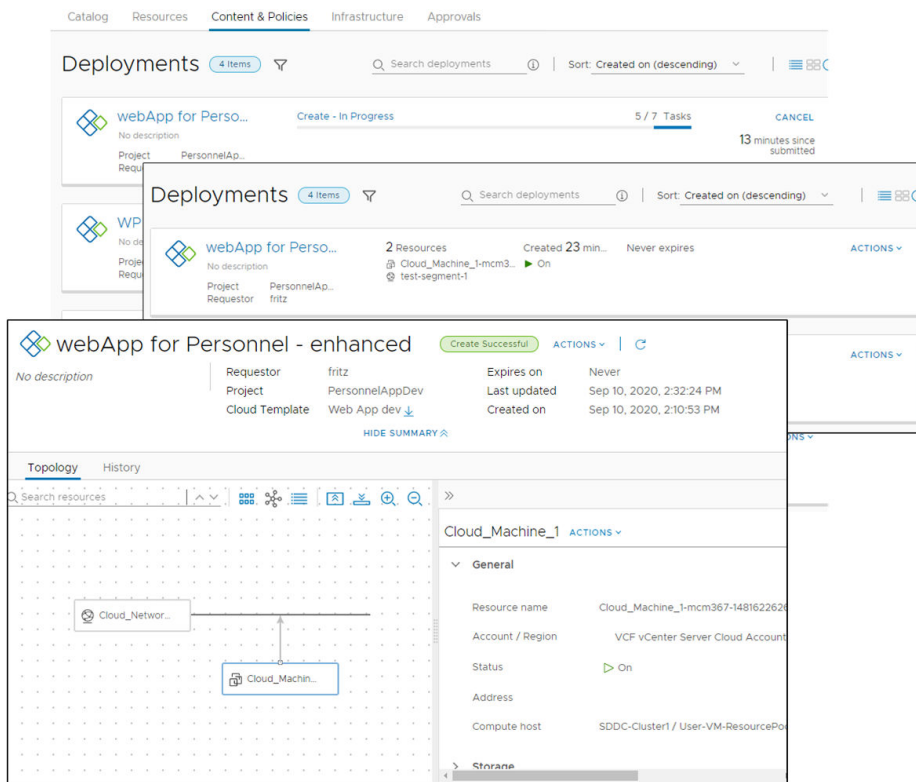 Catalog Resources Content & Policies Infrastructure Approvals
Deployments 4 Items Search deployments Sort: Created on (descending)
webApp for Perso... Create - In Progress 5 / 7 Tasks CANCEL
No description 13 minutes since submitted
Project PersonnelAp...
Requ
WP
No de
Proje
Deployments 4 Items Search deployments Sort: Created on (descending)
webApp for Perso... 2 Resources Created 23 min... Never expires ACTIONS
No description Cloud_Machine_1-mcm3... On
test-segment-1
Project PersonnelAp...
Requestor fritz
ACTIONS
NS
webApp for Personnel - enhanced Create Successful ACTIONS
No description Requestor fritz Expires on Never
Project PersonnelAppDev Last updated Sep 10, 2020, 2:32:24 PM
Cloud Template Web App dev Created on Sep 10, 2020, 2:10:53 PM
HIDE SUMMARY
Topology History
Search resources
Cloud_Machine_1 ACTIONS
General
Cloud_Networ...
Cloud_Machin...
Resource name Cloud_Machine_1-mcm367-1481622626
Account / Region VCF vCenter Server Cloud Account
Status On
Address
Compute host SDDC-Cluster1 / User-VM-ResourcePo
Storage